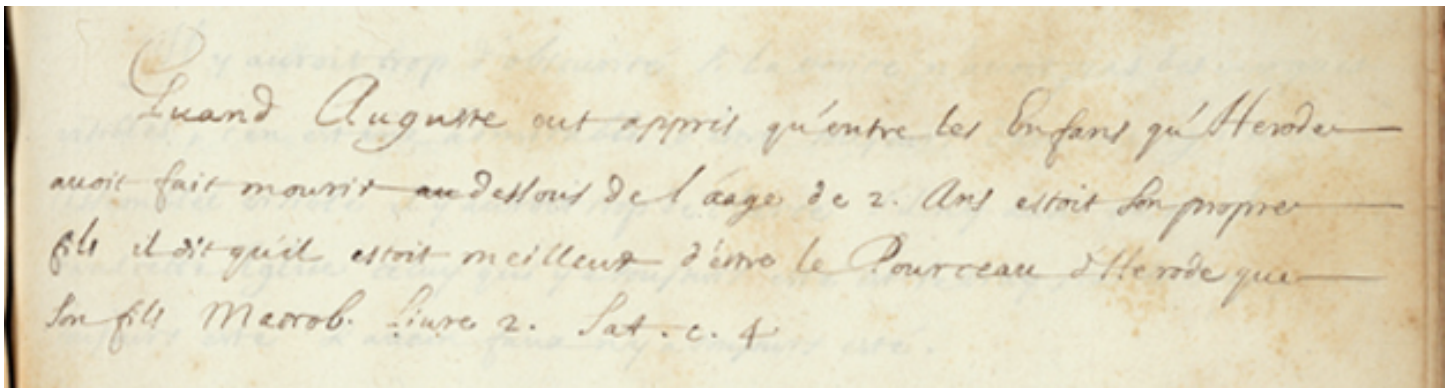 Quand Auguste eut appris qu'entre les Enfans qu'Herode
avoit fait mourir au dessous de l'aage de 2. Ans estoit son propre
fils il dit qu'il estoit meilleur d'être le Pourceau d'Herode que
son fils Macrob. Livre 2. Sat. c. 4